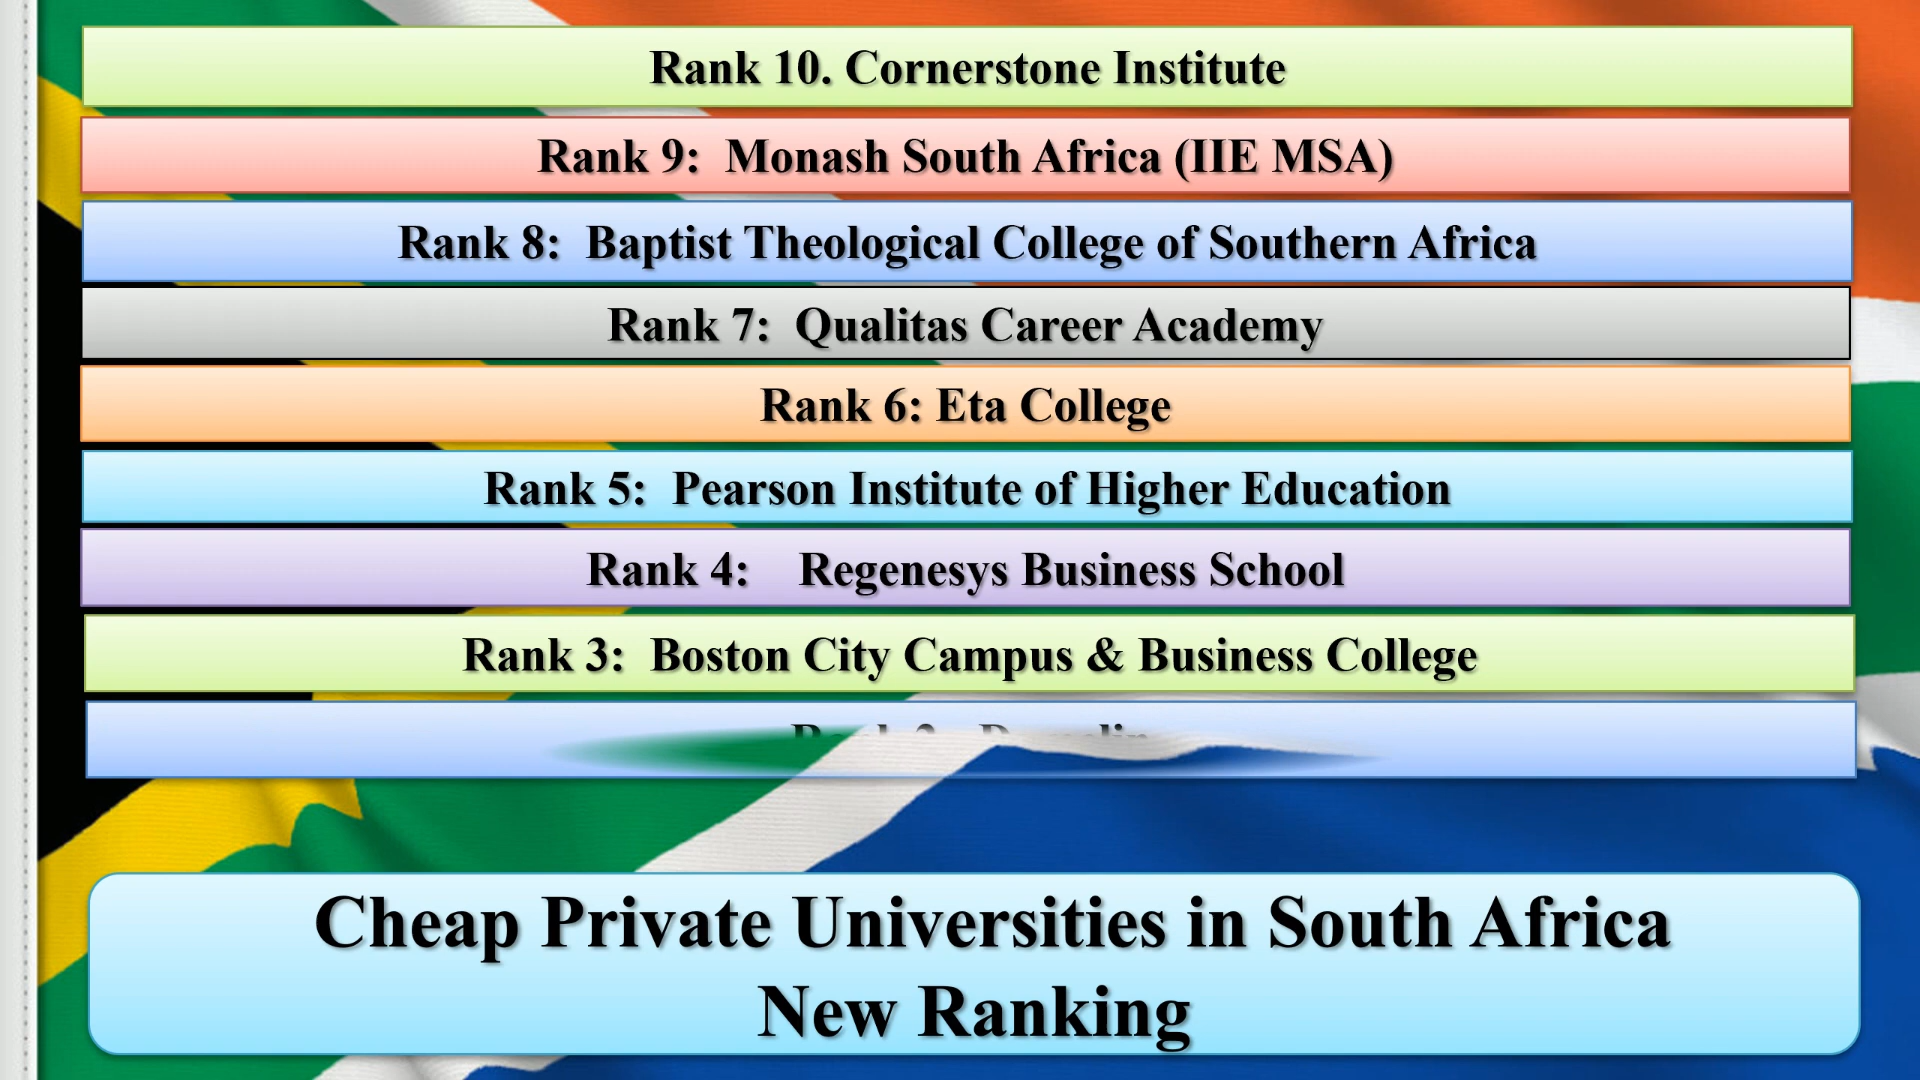 Rank 10. Cornerstone Institute
Rank 9: Monash South Africa (IIE MSA)
Rank 8: Baptist Theological College of Southern Africa
Rank 7: Qualitas Career Academy
Rank 6: Eta College
Rank 5: Pearson Institute of Higher Education
Rank 4: Regenesys Business School
Rank 3: Boston City Campus & Business College
Cheap Private Universities in South Africa
New Ranking